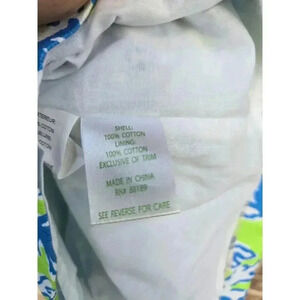 SHELL:
100% COTTON
LINING:
100% COTTON
EXCLUSIVE OF TRIM
MADE IN CHINA
SEE REVERSE FOR CARE